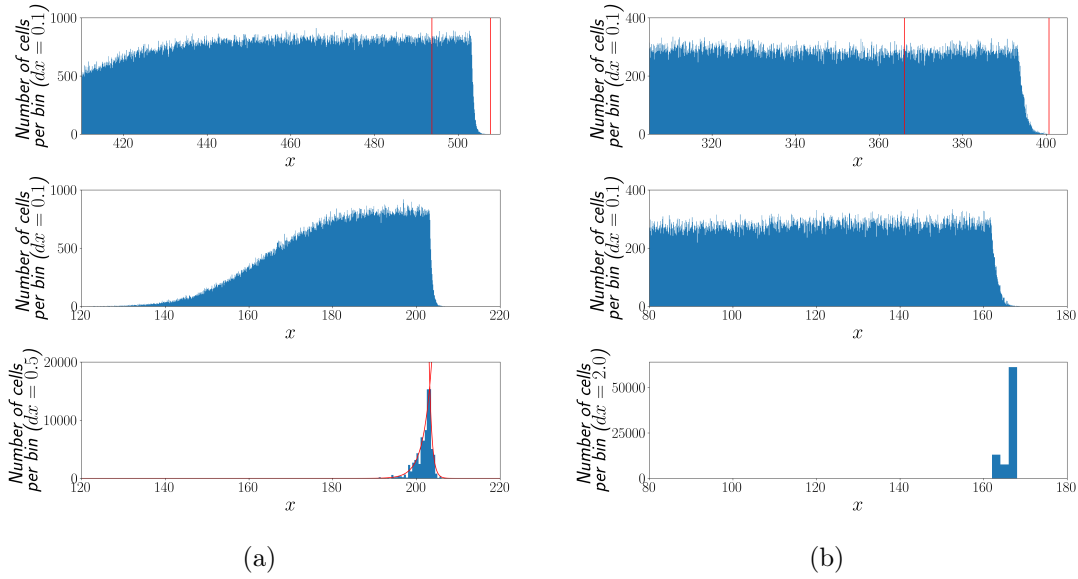 1000
500
0
420
440
460
480
500
x
Number of cells
per bin (dx = 0.1)
400
200
0
320
340
360
380
400
x
Number of cells
per bin (dx = 0.1)
1000
500
0
120
140
160
180
200
220
x
Number of cells
per bin (dx = 0.1)
400
200
0
80
100
120
140
160
180
x
Number of cells
per bin (dx = 0.1)
20000
10000
0
120
140
160
180
200
220
x
Number of cells
per bin (dx = 0.5)
50000
25000
0
80
100
120
140
160
180
x
Number of cells
per bin (dx = 2.0)
(a)
(b)